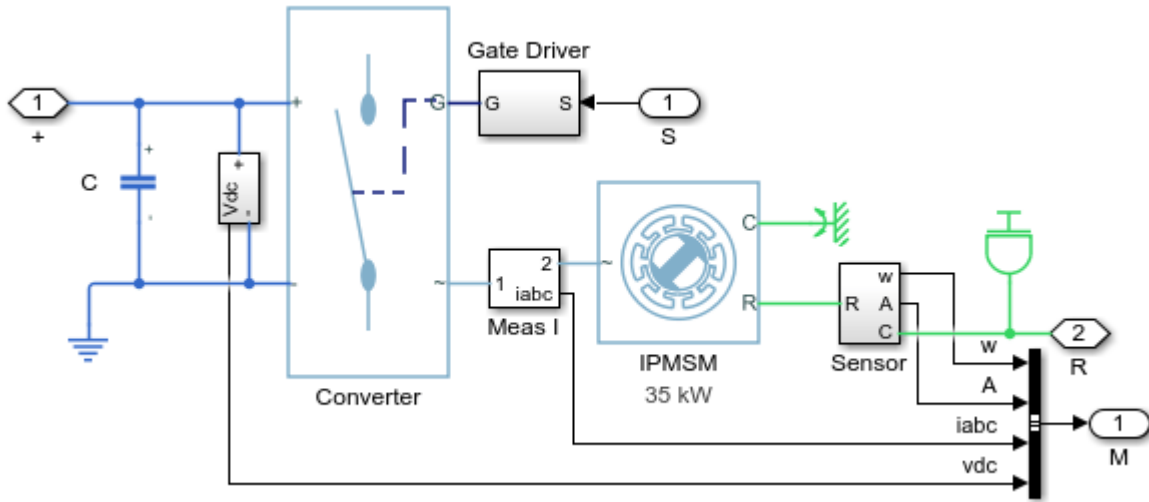 Gate Driver
1
+
+
-
C
+
Vdc
-
+
G
~
-
G
S
1
S
Converter
1
2
iabc
Meas I
~
C
R
IPMSM
35 kW
R
w
A
C
Sensor
2
R
w
A
iabc
vdc
1
M